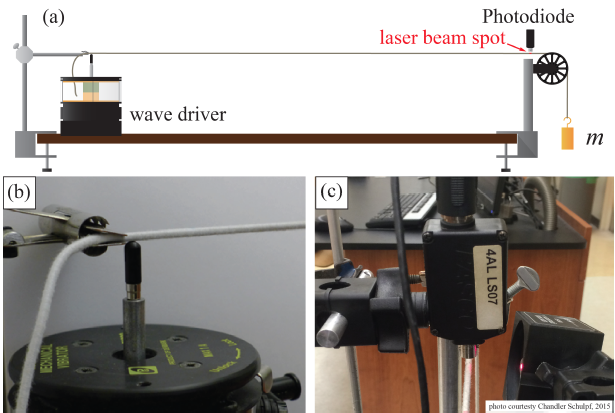 (a)
Photodiode
laser beam spot
wave driver
m
(b)
MECHANICAL
VIBRATOR
(c)
4AL LS07
photo courtesty Chandler Schulpf, 2015